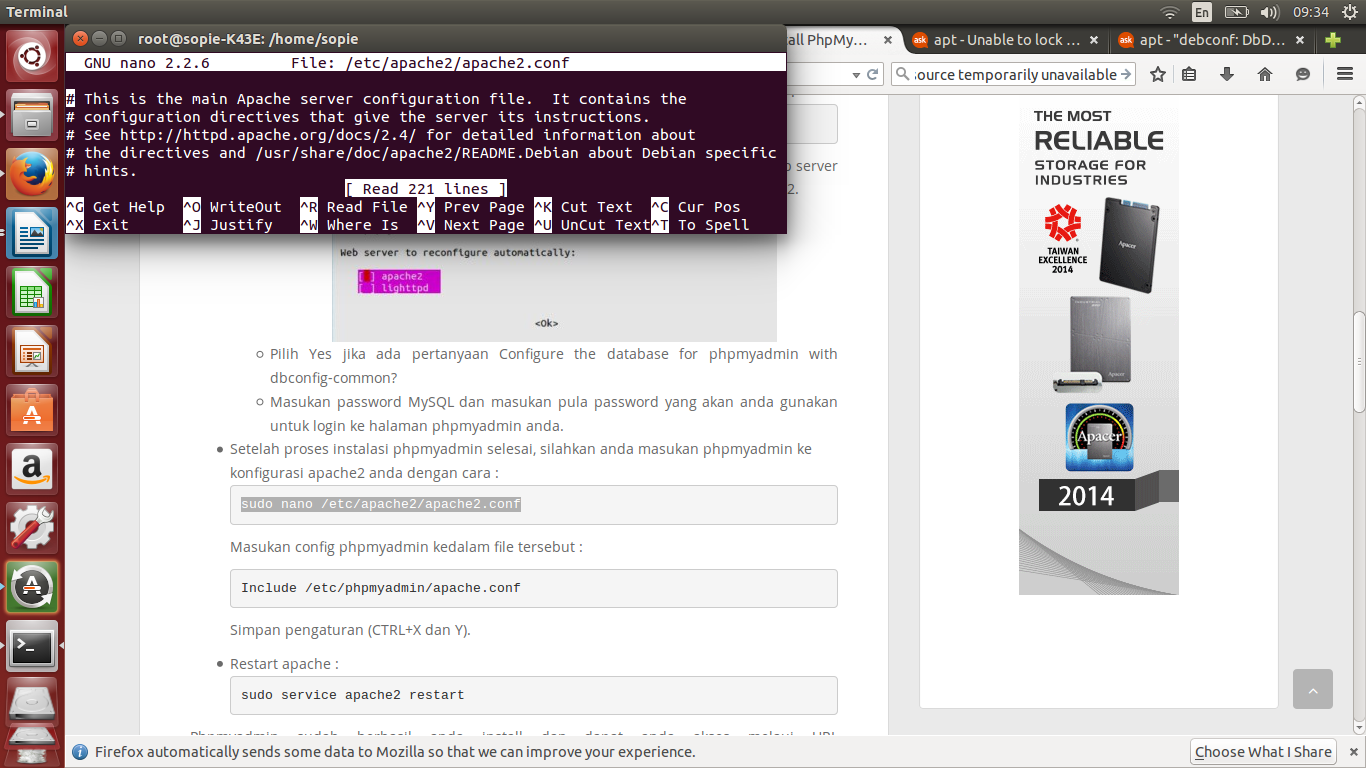 Terminal
En
09:34
root@sopie-K43E: /home/sopie
GNU nano 2.2.6 File: /etc/apache2/apache2.conf
# This is the main Apache server configuration file. It contains the
# configuration directives that give the server its instructions.
# See http://httpd.apache.org/docs/2.4/ for detailed information about
# the directives and /usr/share/doc/apache2/README.Debian about Debian specific
# hints.
[ Read 221 lines ]
^G Get Help ^O WriteOut ^R Read File ^Y Prev Page ^K Cut Text ^C Cur Pos
^X Exit ^J Justify ^W Where Is ^V Next Page ^U UnCut Text ^T To Spell
all PhpMy...
ask apt - Unable to lock ...
ask apt - "debconf: DbD...
source temporarily unavailable
server
2.
Web server to reconfigure automatically:
[ ] apache2
[ ] lighttpd
<Ok>
Pilih Yes jika ada pertanyaan Configure the database for phpmyadmin with
dbconfig-common?
Masukan password MySQL dan masukan pula password yang akan anda gunakan
untuk login ke halaman phpmyadmin anda.
Setelah proses instalasi phpmyadmin selesai, silahkan anda masukan phpmyadmin ke
konfigurasi apache2 anda dengan cara :
sudo nano /etc/apache2/apache2.conf
Masukan config phpmyadmin kedalam file tersebut :
Include /etc/phpmyadmin/apache.conf
Simpan pengaturan (CTRL+X dan Y).
Restart apache :
sudo service apache2 restart
THE MOST
RELIABLE
STORAGE FOR
INDUSTRIES
TAIWAN
EXCELLENCE
2014
Apacer
Apacer
Apacer
2014
Firefox automatically sends some data to Mozilla so that we can improve your experience.
Choose What I Share